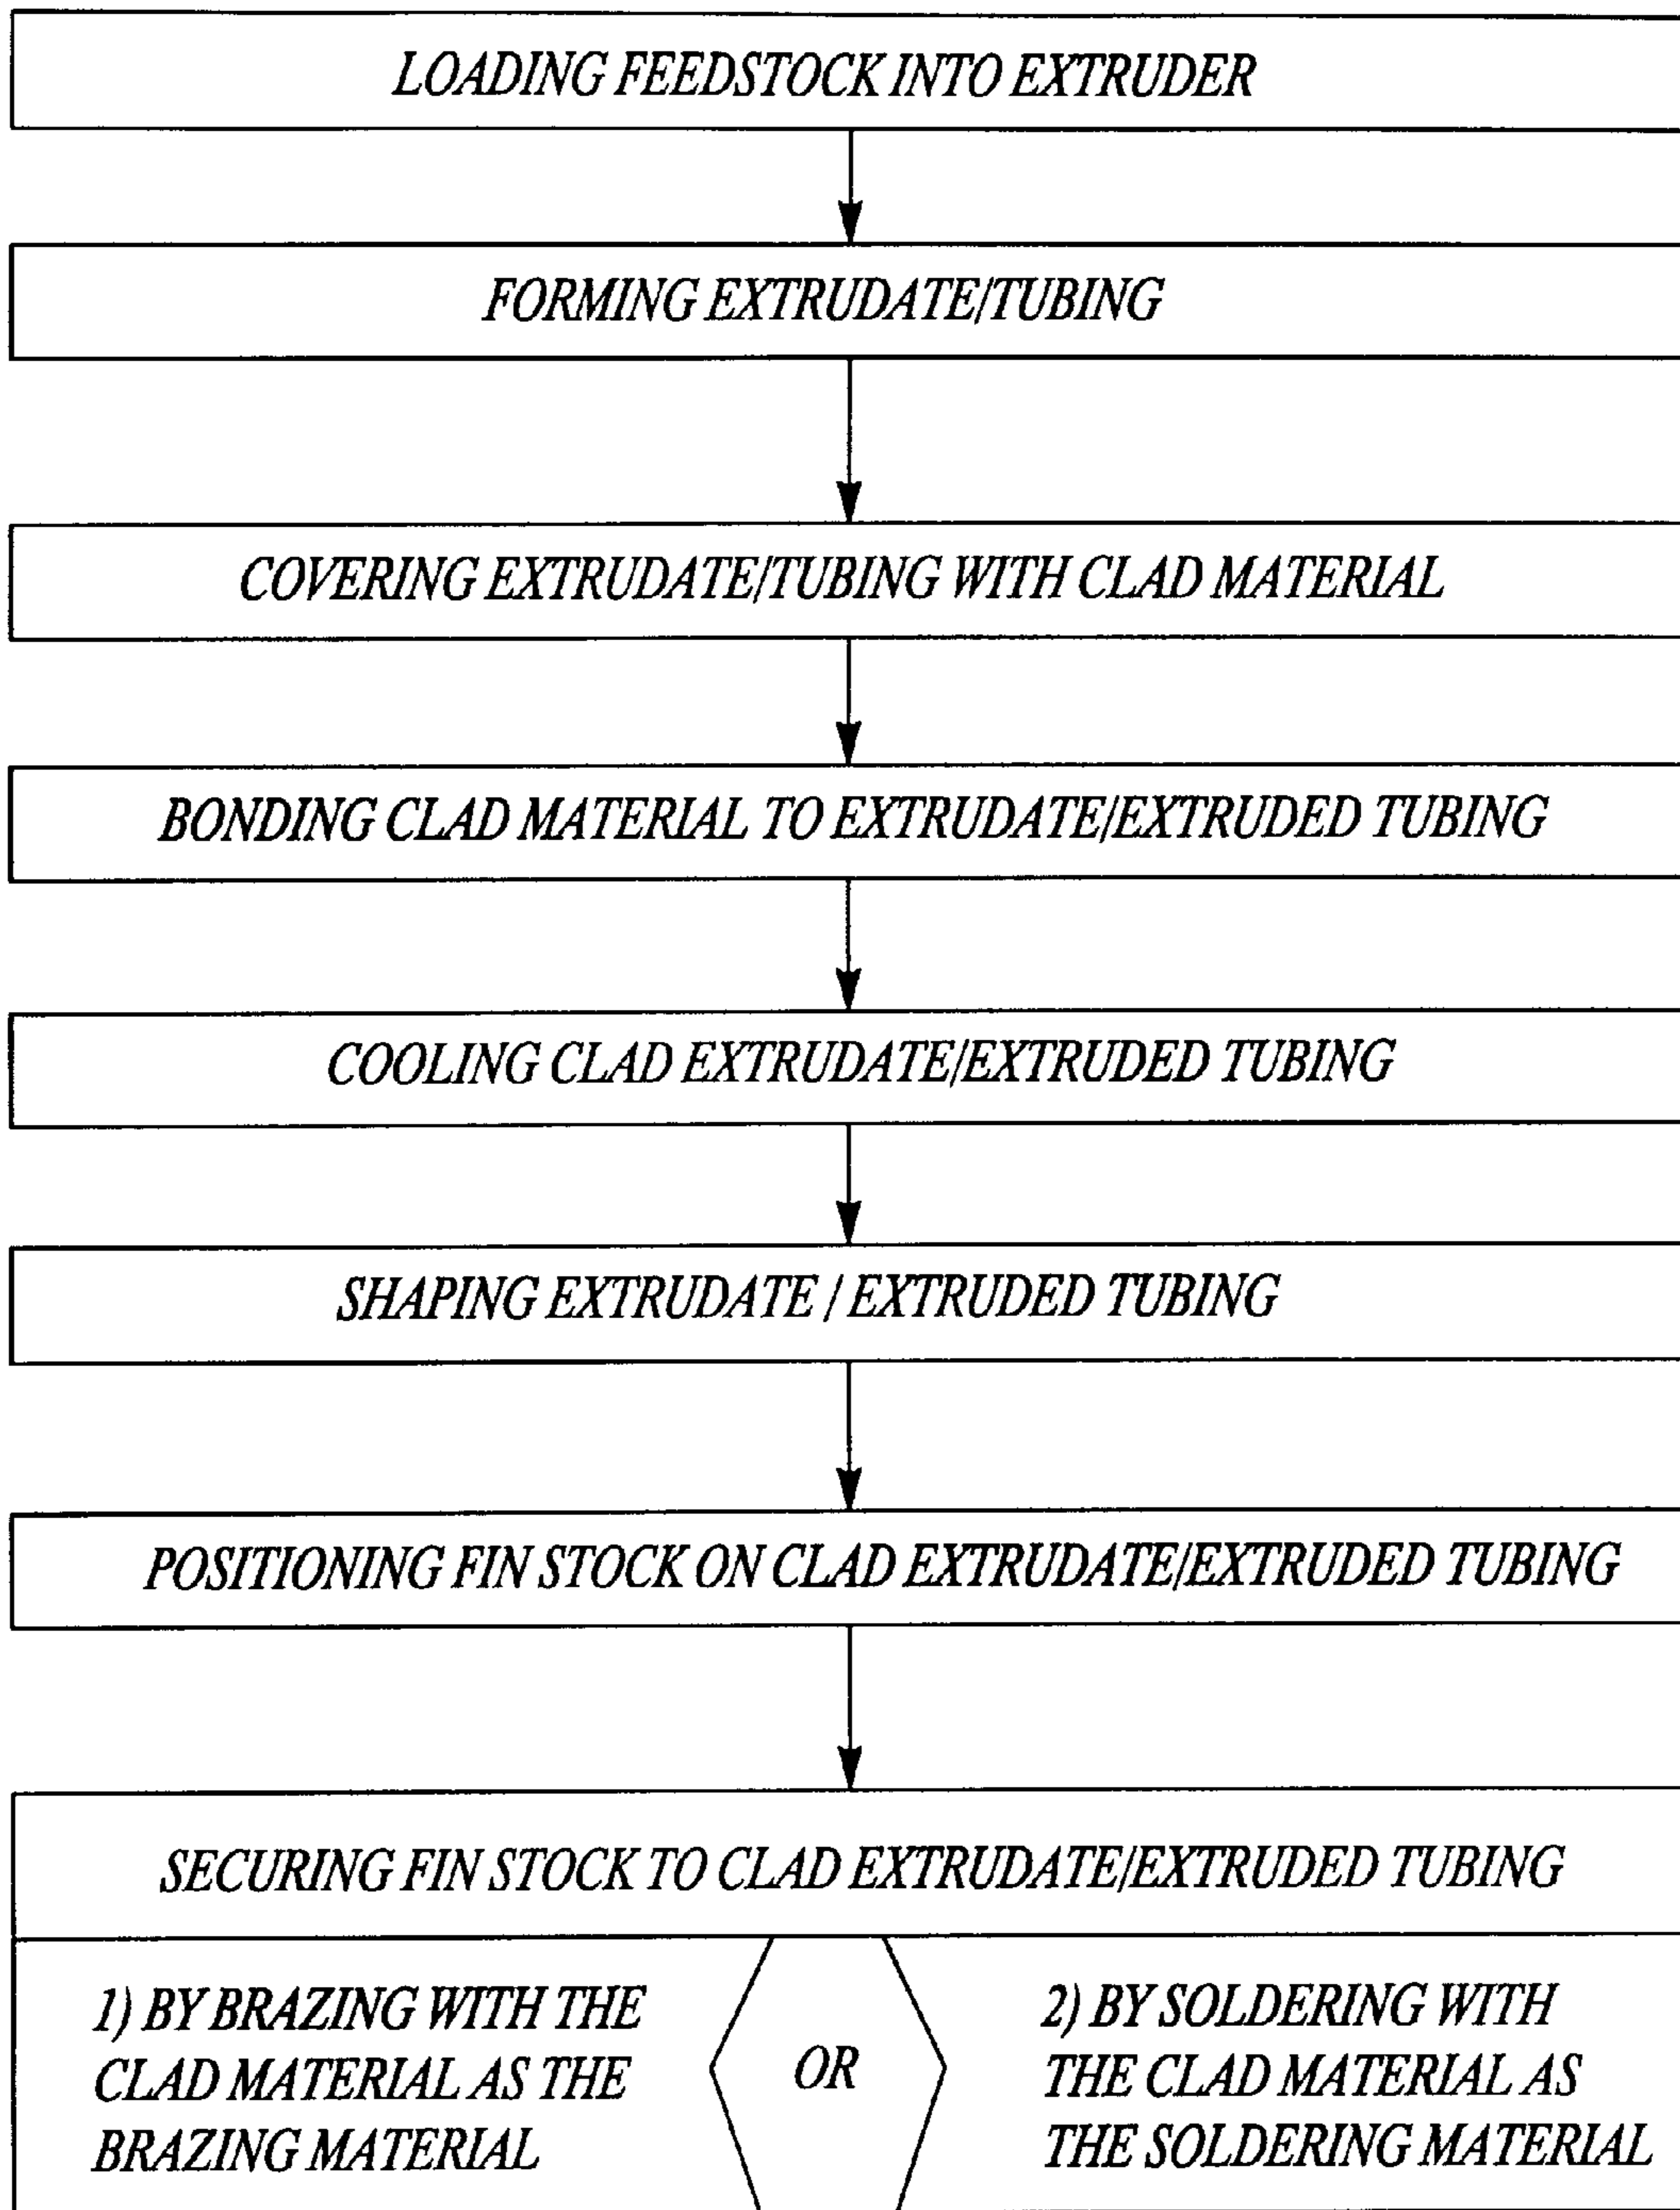 LOADING FEEDSTOCK INTO EXTRUDER
FORMING EXTRUDATE/TUBING
COVERING EXTRUDATE/TUBING WITH CLAD MATERIAL
BONDING CLAD MATERIAL TO EXTRUDATE/EXTRUDED TUBING
COOLING CLAD EXTRUDATE/EXTRUDED TUBING
SHAPING EXTRUDATE / EXTRUDED TUBING
POSITIONING FIN STOCK ON CLAD EXTRUDATE/EXTRUDED TUBING
SECURING FIN STOCK TO CLAD EXTRUDATE/EXTRUDED TUBING
1) BY BRAZING WITH THE
CLAD MATERIAL AS THE
BRAZING MATERIAL
OR
2) BY SOLDERING WITH
THE CLAD MATERIAL AS
THE SOLDERING MATERIAL